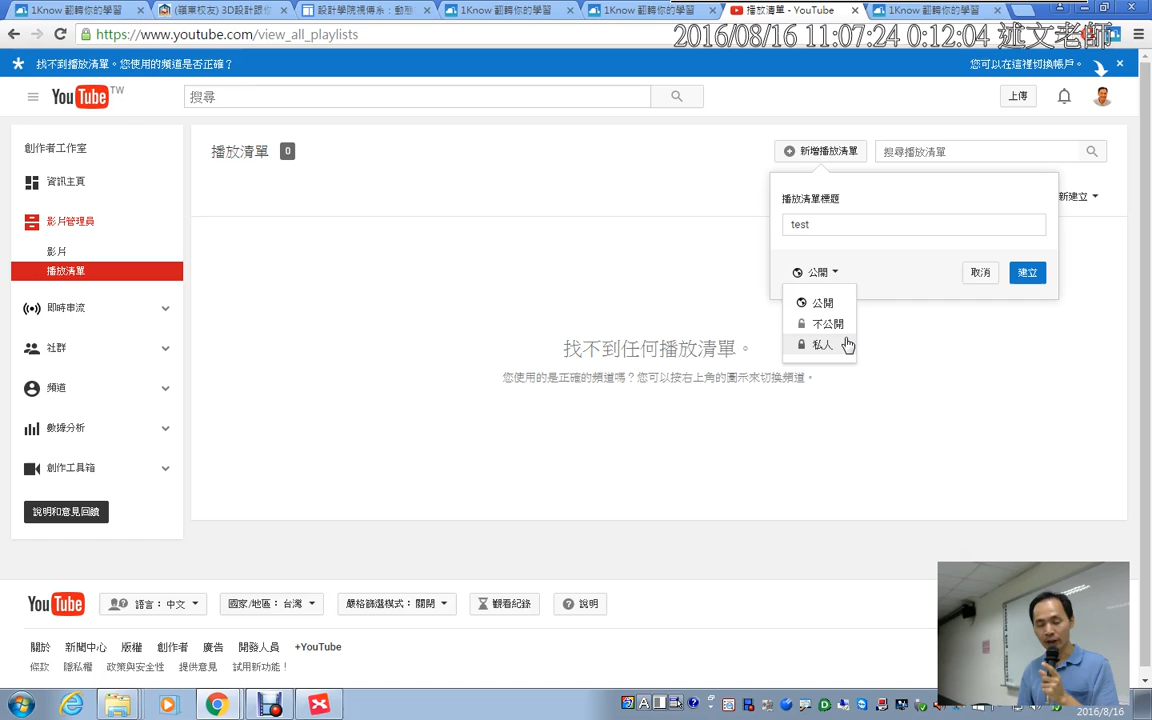 1Know 翻轉你的學習
(羅東校友) 3D設計跟你
設計學院視傳系：動態
1Know 翻轉你的學習
1Know 翻轉你的學習
播放清單 - YouTube
1Know 翻轉你的學習
https://www.youtube.com/view_all_playlists
2016/08/16 11:07:24 0:12:04 述文老師
找不到播放清單。您使用的頻道是否正確？
您可以在這裡切換帳戶。
YouTube TW
搜尋
上傳
創作者工作室
播放清單 0
新增播放清單
搜尋播放清單
資訊主頁
播放清單標題
新建立
影片管理員
test
影片
播放清單
公開
取消
建立
公開
不公開
私人
即時串流
社群
找不到任何播放清單。
您使用的是正確的頻道嗎？您可以按右上角的圖示來切換頻道。
頻道
數據分析
創作工具箱
說明和意見回饋
YouTube
語言：中文
國家/地區：台灣
嚴格篩選模式：關閉
觀看紀錄
說明
關於 新聞中心 版權 創作者 廣告 開發人員 +YouTube
條款 隱私權 政策與安全性 提供意見 試用新功能！
2016/8/16